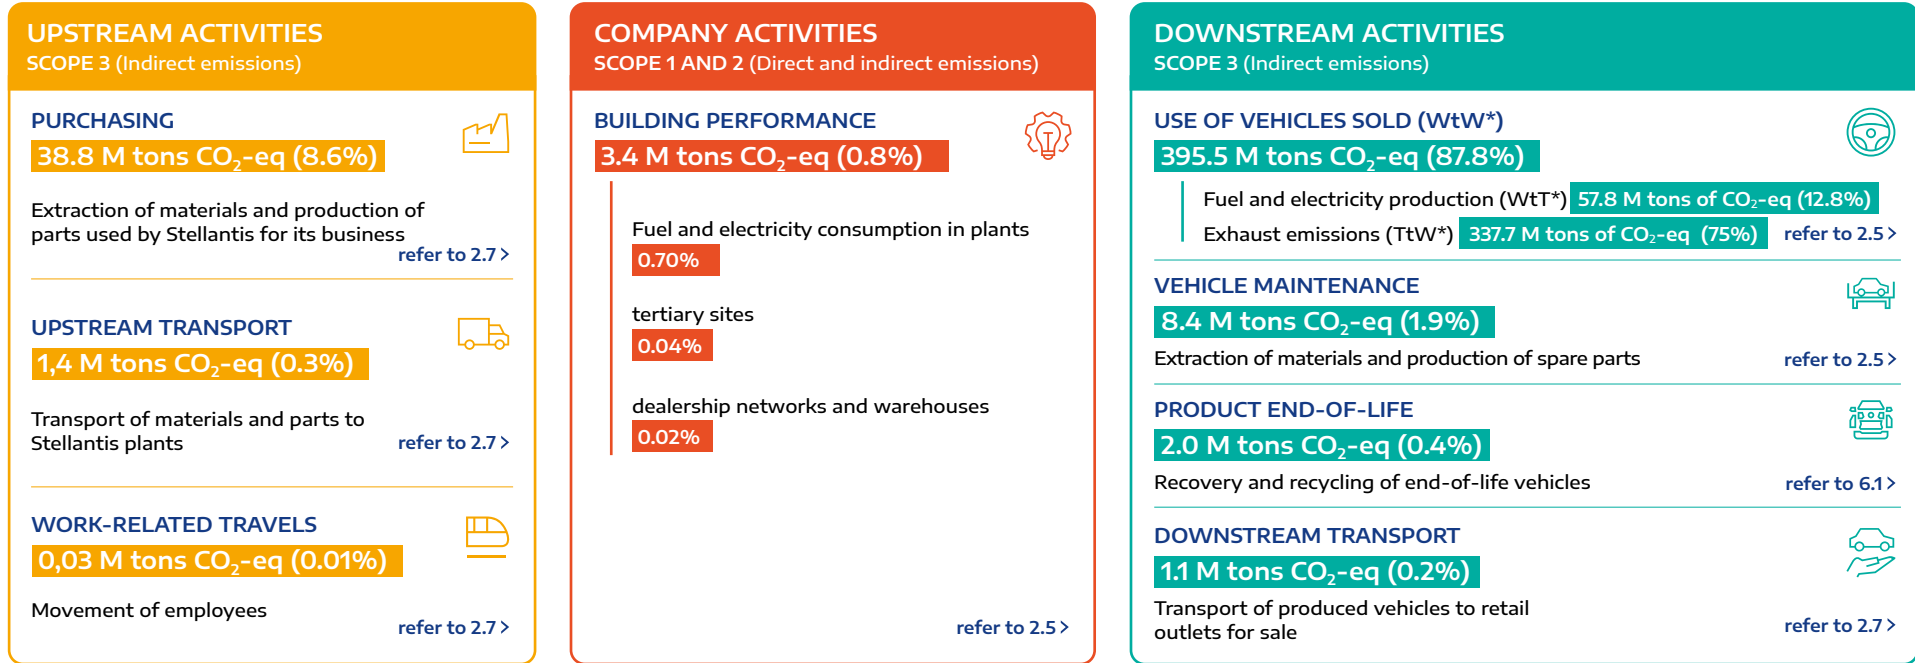 UPSTREAM ACTIVITIES
SCOPE 3 (Indirect emissions)
PURCHASING
38.8 M tons CO₂-eq (8.6%)
Extraction of materials and production of
parts used by Stellantis for its business
refer to 2.7 >
UPSTREAM TRANSPORT
1,4 M tons CO₂-eq (0.3%)
Transport of materials and parts to
Stellantis plants
refer to 2.7 >
WORK-RELATED TRAVELS
0,03 M tons CO₂-eq (0.01%)
Movement of employees
refer to 2.7 >
COMPANY ACTIVITIES
SCOPE 1 AND 2 (Direct and indirect emissions)
BUILDING PERFORMANCE
3.4 M tons CO₂-eq (0.8%)
Fuel and electricity consumption in plants
0.70%
tertiary sites
0.04%
dealership networks and warehouses
0.02%
refer to 2.5 >
DOWNSTREAM ACTIVITIES
SCOPE 3 (Indirect emissions)
USE OF VEHICLES SOLD (WtW*)
395.5 M tons CO₂-eq (87.8%)
Fuel and electricity production (WtT*) 57.8 M tons of CO₂-eq (12.8%)
Exhaust emissions (TtW*) 337.7 M tons of CO₂-eq (75%) refer to 2.5 >
VEHICLE MAINTENANCE
8.4 M tons CO₂-eq (1.9%)
Extraction of materials and production of spare parts refer to 2.5 >
PRODUCT END-OF-LIFE
2.0 M tons CO₂-eq (0.4%)
Recovery and recycling of end-of-life vehicles refer to 6.1 >
DOWNSTREAM TRANSPORT
1.1 M tons CO₂-eq (0.2%)
Transport of produced vehicles to retail
outlets for sale
refer to 2.7 >